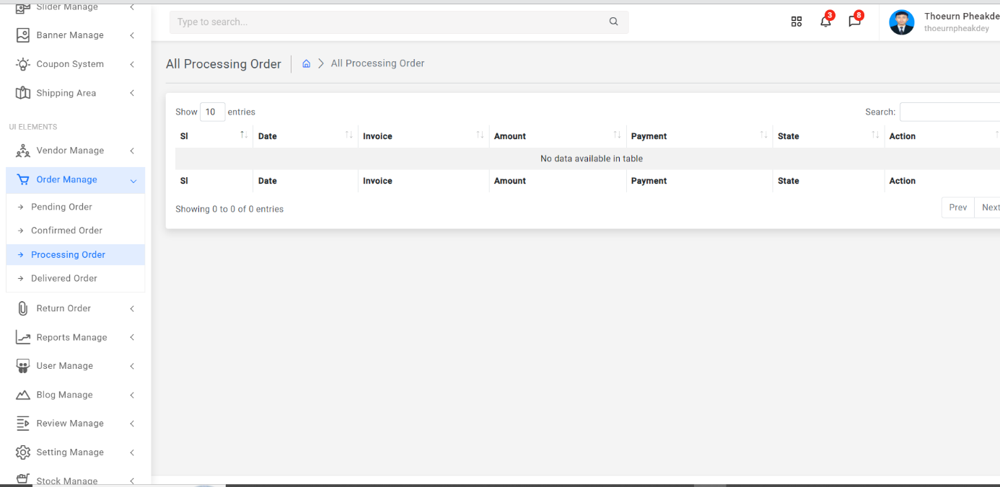 Slider Manage
Banner Manage
Coupon System
Shipping Area
UI ELEMENTS
Vendor Manage
Order Manage
Pending Order
Confirmed Order
Processing Order
Delivered Order
Return Order
Reports Manage
User Manage
Blog Manage
Review Manage
Setting Manage
Stock Manage
Type to search...
3
8
Thoeurn Pheakde
thoeurnpheakdey
All Processing Order
All Processing Order
Show 10 entries
Search:
Sl Date Invoice Amount Payment State Action
No data available in table
Sl Date Invoice Amount Payment State Action
Showing 0 to 0 of 0 entries
Prev Next